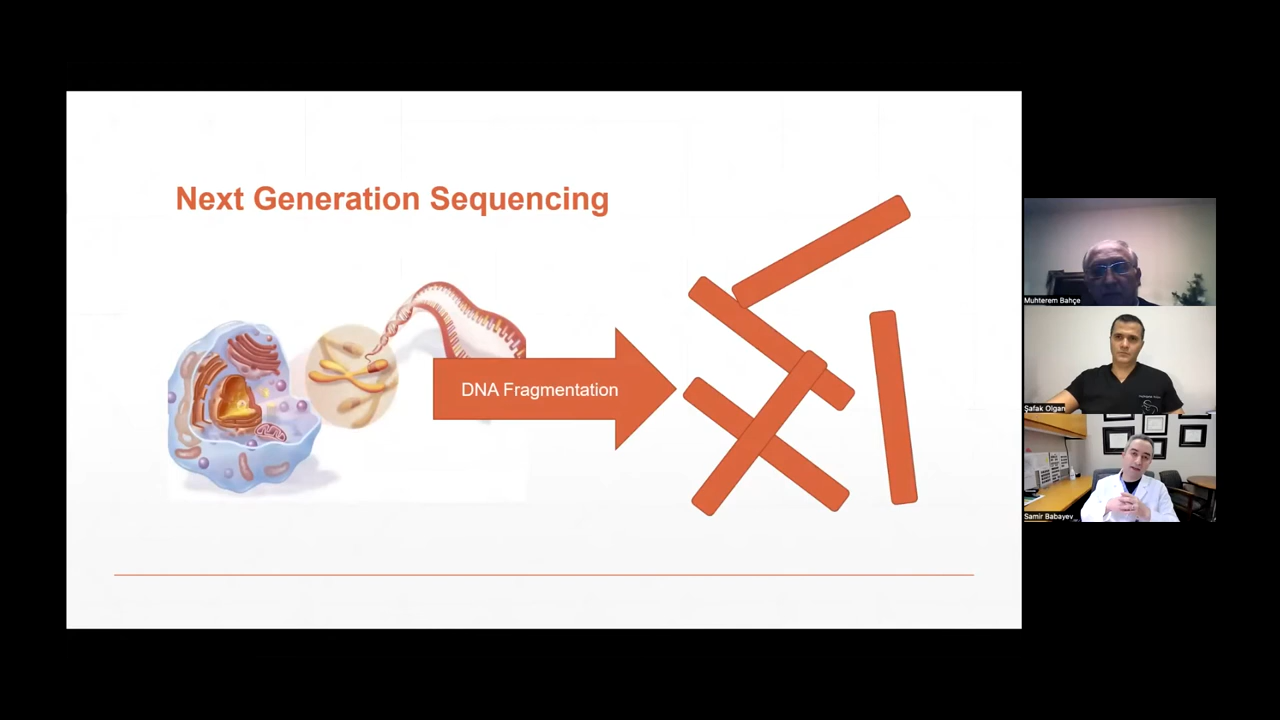 Next Generation Sequencing
DNA Fragmentation
Muhterem Bahçe
Şafak Olgan
Samir Babayev